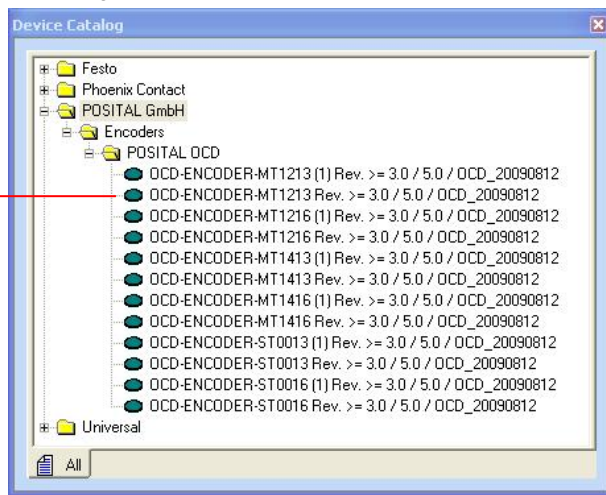 Device Catalog
Festo
Phoenix Contact
POSITAL GmbH
Encoders
POSITAL OCD
OCD-ENCODER-MT1213 (1) Rev. >= 3.0 / 5.0 / OCD_20090812
OCD-ENCODER-MT1213 Rev. >= 3.0 / 5.0 / OCD_20090812
OCD-ENCODER-MT1216 (1) Rev. >= 3.0 / 5.0 / OCD_20090812
OCD-ENCODER-MT1216 Rev. >= 3.0 / 5.0 / OCD_20090812
OCD-ENCODER-MT1413 (1) Rev. >= 3.0 / 5.0 / OCD_20090812
OCD-ENCODER-MT1413 Rev. >= 3.0 / 5.0 / OCD_20090812
OCD-ENCODER-MT1416 (1) Rev. >= 3.0 / 5.0 / OCD_20090812
OCD-ENCODER-MT1416 Rev. >= 3.0 / 5.0 / OCD_20090812
OCD-ENCODER-ST0013 (1) Rev. >= 3.0 / 5.0 / OCD_20090812
OCD-ENCODER-ST0013 Rev. >= 3.0 / 5.0 / OCD_20090812
OCD-ENCODER-ST0016 (1) Rev. >= 3.0 / 5.0 / OCD_20090812
OCD-ENCODER-ST0016 Rev. >= 3.0 / 5.0 / OCD_20090812
Universal
All